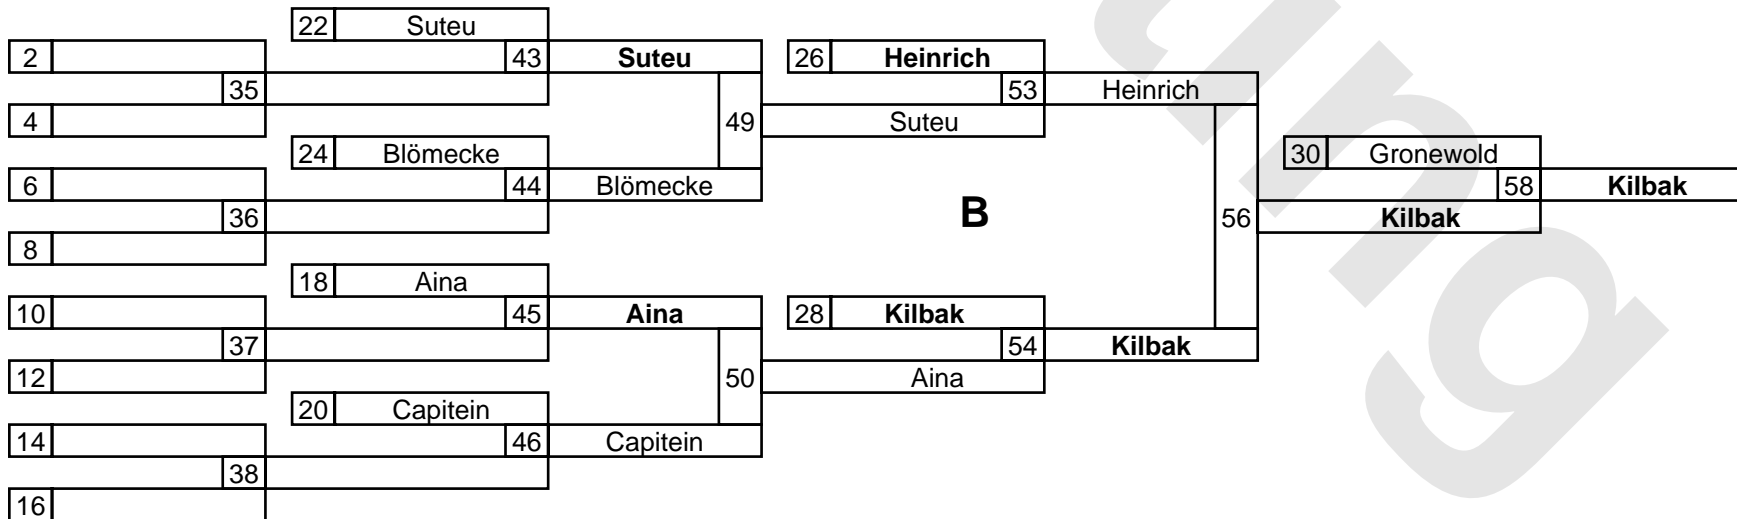 22 Suteu
2 43 Suteu 26 Heinrich
35 53 Heinrich
4 49 Suteu
24 Blömecke 30 Gronewold
6 44 Blömecke 58 Kilbak
36 B 56 Kilbak
8
18 Aina
10 45 Aina 28 Kilbak
37 54 Kilbak
12 50 Aina
20 Capitein
14 46 Capitein
38
16
ung